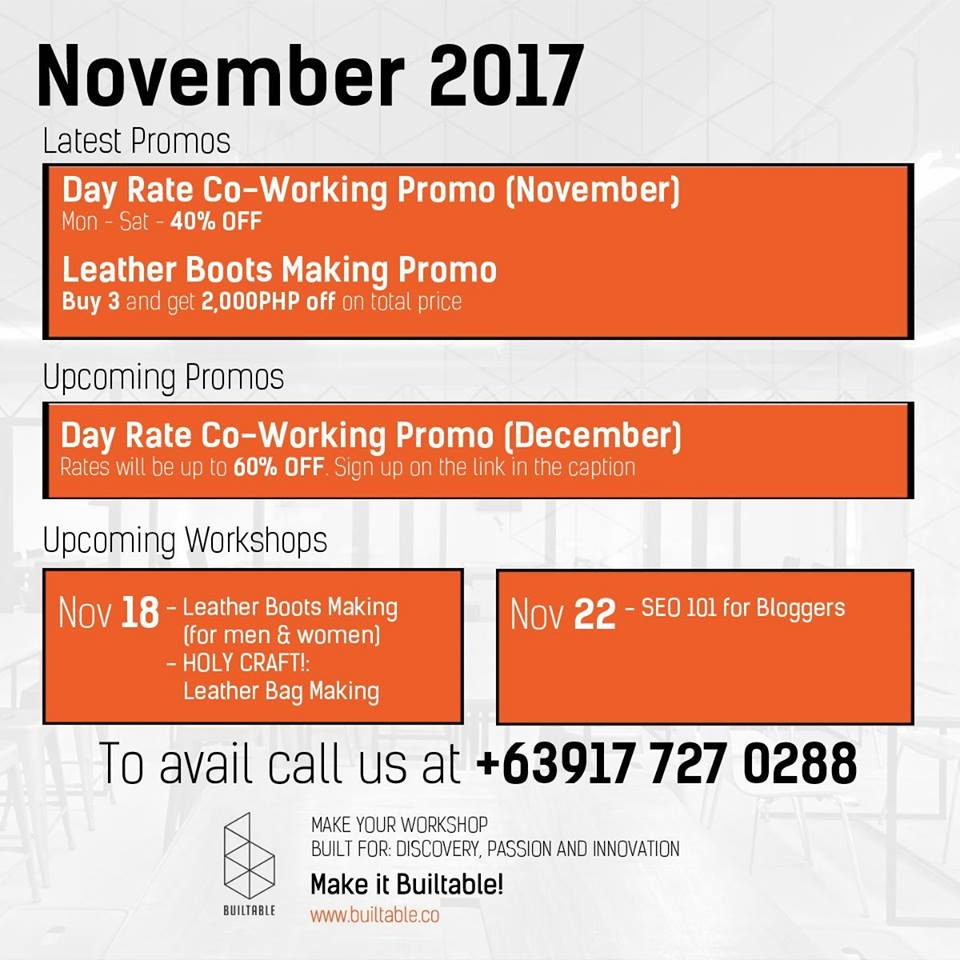 November 2017
Latest Promos
Day Rate Co-Working Promo (November)
Mon - Sat - 40% OFF
Leather Boots Making Promo
Buy 3 and get 2,000PHP off on total price
Upcoming Promos
Day Rate Co-Working Promo (December)
Rates will be up to 60% OFF. Sign up on the link in the caption
Upcoming Workshops
Nov 18 - Leather Boots Making
(for men & women)
- HOLY CRAFT!:
Leather Bag Making
Nov 22 - SEO 101 for Bloggers
To avail call us at +63917 727 0288
MAKE YOUR WORKSHOP
BUILT FOR: DISCOVERY, PASSION AND INNOVATION
Make it Builtable!
www.builtable.co
BUILTABLE